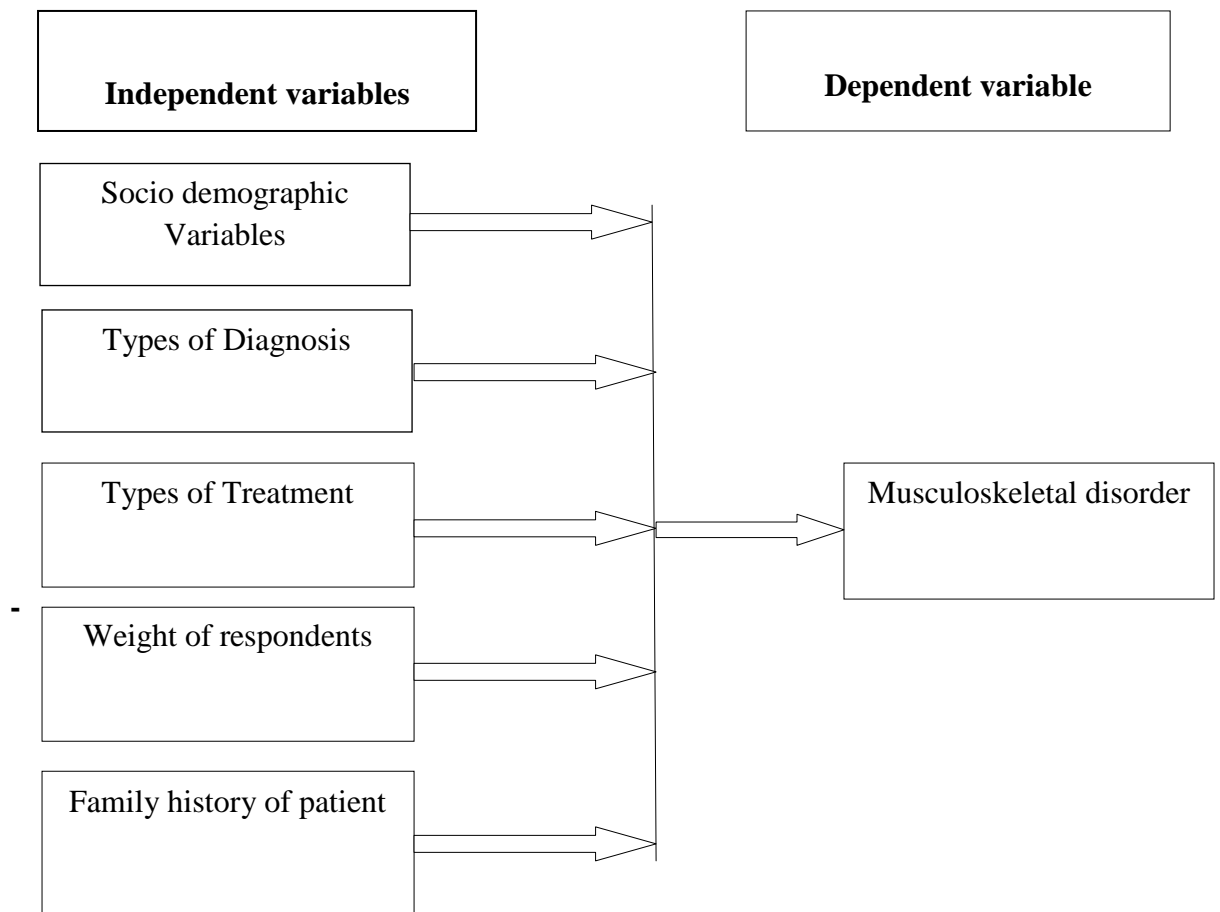 Independent variables
Dependent variable
Socio demographic
Variables
Types of Diagnosis
Types of Treatment
Musculoskeletal disorder
-
Weight of respondents
Family history of patient